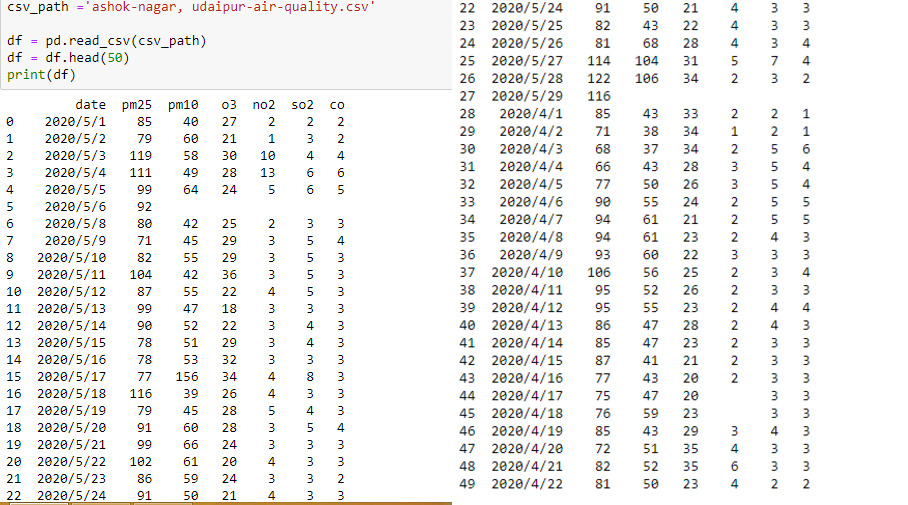 csv_path ='ashok-nagar, udaipur-air-quality.csv'
df = pd.read_csv(csv_path)
df = df.head(50)
print(df)
date pm25 pm10 o3 no2 so2 co
0 2020/5/1 85 40 27 2 2 2
1 2020/5/2 79 60 21 1 3 2
2 2020/5/3 119 58 30 10 4 4
3 2020/5/4 111 49 28 13 6 6
4 2020/5/5 99 64 24 5 6 5
5 2020/5/6 92
6 2020/5/8 80 42 25 2 3 3
7 2020/5/9 71 45 29 3 5 4
8 2020/5/10 82 55 29 3 5 3
9 2020/5/11 104 42 36 3 5 3
10 2020/5/12 87 55 22 4 5 3
11 2020/5/13 99 47 18 3 3 3
12 2020/5/14 90 52 22 3 4 3
13 2020/5/15 78 51 29 3 4 3
14 2020/5/16 78 53 32 3 3 3
15 2020/5/17 77 156 34 4 8 3
16 2020/5/18 116 39 26 4 3 3
17 2020/5/19 79 45 28 5 4 3
18 2020/5/20 91 60 28 3 5 4
19 2020/5/21 99 66 24 3 3 3
20 2020/5/22 102 61 20 4 3 3
21 2020/5/23 86 59 24 3 3 2
22 2020/5/24 91 50 21 4 3 3
22 2020/5/24 91 50 21 4 3 3
23 2020/5/25 82 43 22 4 3 3
24 2020/5/26 81 68 28 4 3 4
25 2020/5/27 114 104 31 5 7 4
26 2020/5/28 122 106 34 2 3 2
27 2020/5/29 116
28 2020/4/1 85 43 33 2 2 1
29 2020/4/2 71 38 34 1 2 1
30 2020/4/3 68 37 34 2 5 6
31 2020/4/4 66 43 28 3 5 4
32 2020/4/5 77 50 26 3 5 4
33 2020/4/6 90 55 24 2 5 5
34 2020/4/7 94 61 21 2 5 5
35 2020/4/8 94 61 23 2 4 3
36 2020/4/9 93 60 22 3 3 3
37 2020/4/10 106 56 25 2 3 4
38 2020/4/11 95 52 26 2 3 3
39 2020/4/12 95 55 23 2 4 4
40 2020/4/13 86 47 28 2 4 3
41 2020/4/14 85 47 23 2 3 3
42 2020/4/15 87 41 21 2 3 3
43 2020/4/16 77 43 20 2 3 3
44 2020/4/17 75 47 20 3 3
45 2020/4/18 76 59 23 3 3
46 2020/4/19 85 43 29 3 4 3
47 2020/4/20 72 51 35 4 3 3
48 2020/4/21 82 52 35 6 3 3
49 2020/4/22 81 50 23 4 2 2